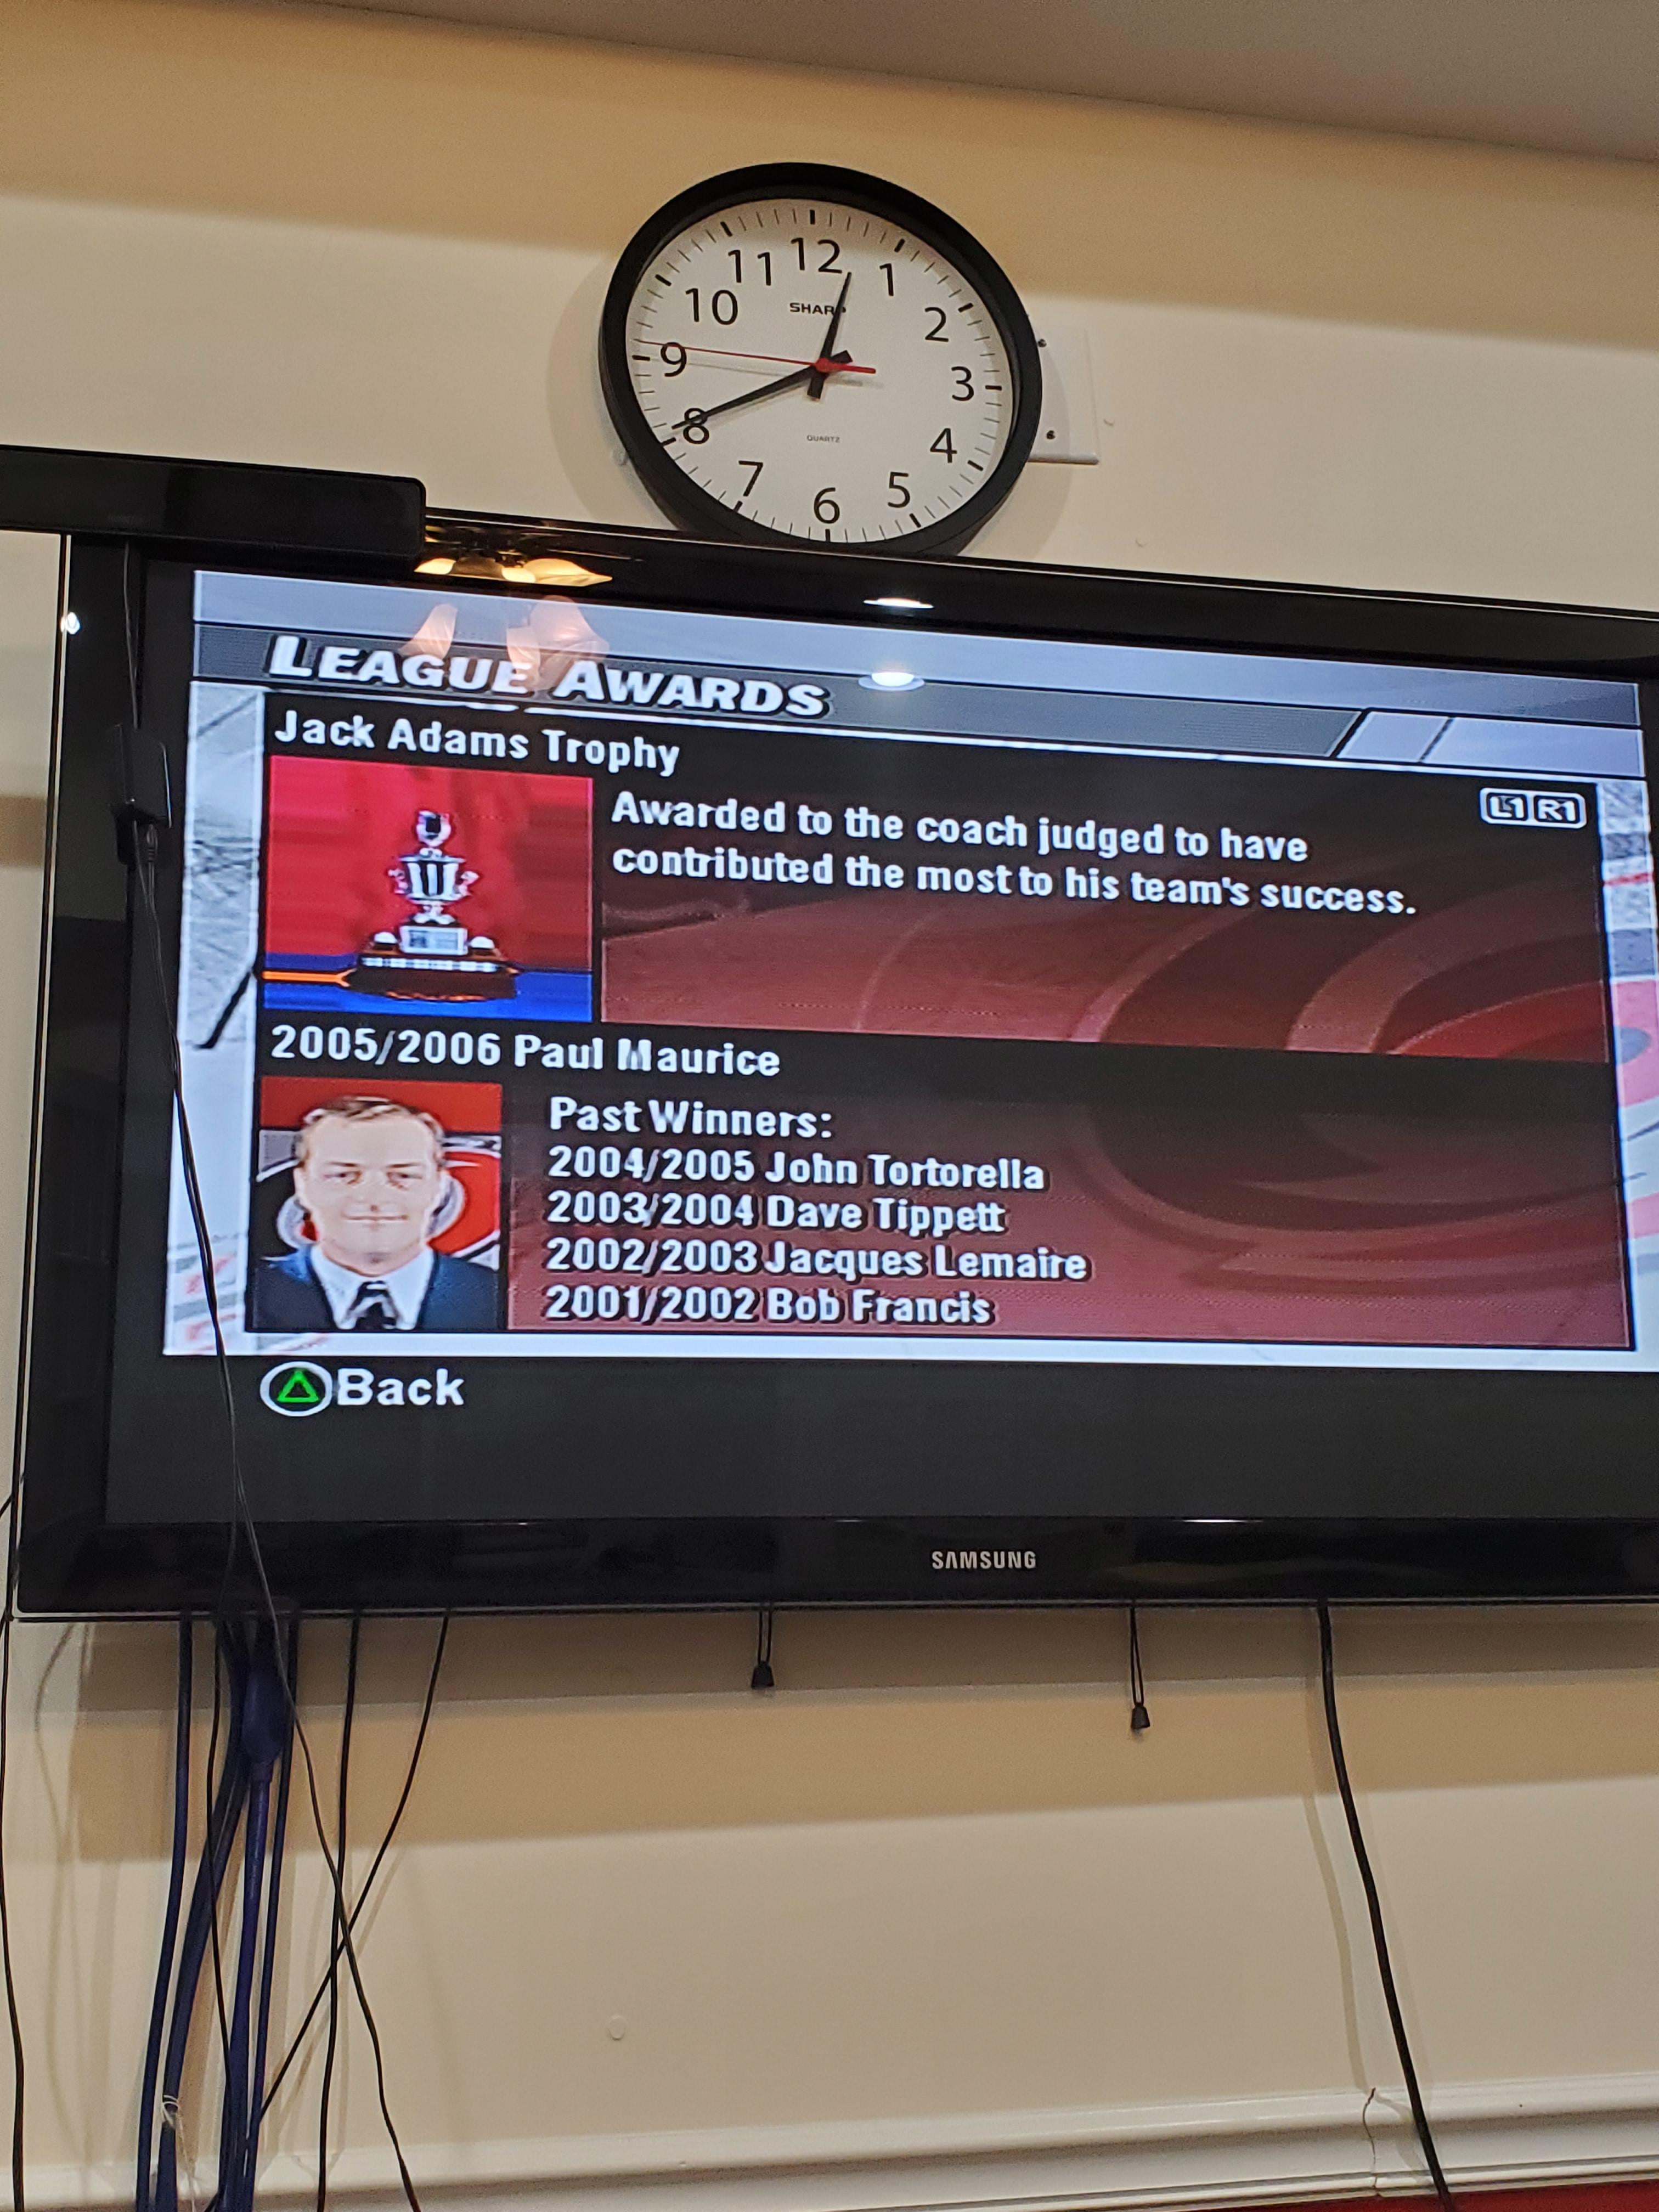 12
11
1
10
SHARP
2
9
3
8
QUARTZ
4
7
5
6
LEAGUE AWARDS
Jack Adams Trophy
L1 R1
Awarded to the coach judged to have
contributed the most to his team's success.
2005/2006 Paul Maurice
Past Winners:
2004/2005 John Tortorella
2003/2004 Dave Tippett
2002/2003 Jacques Lemaire
2001/2002 Bob Francis
Back
SAMSUNG